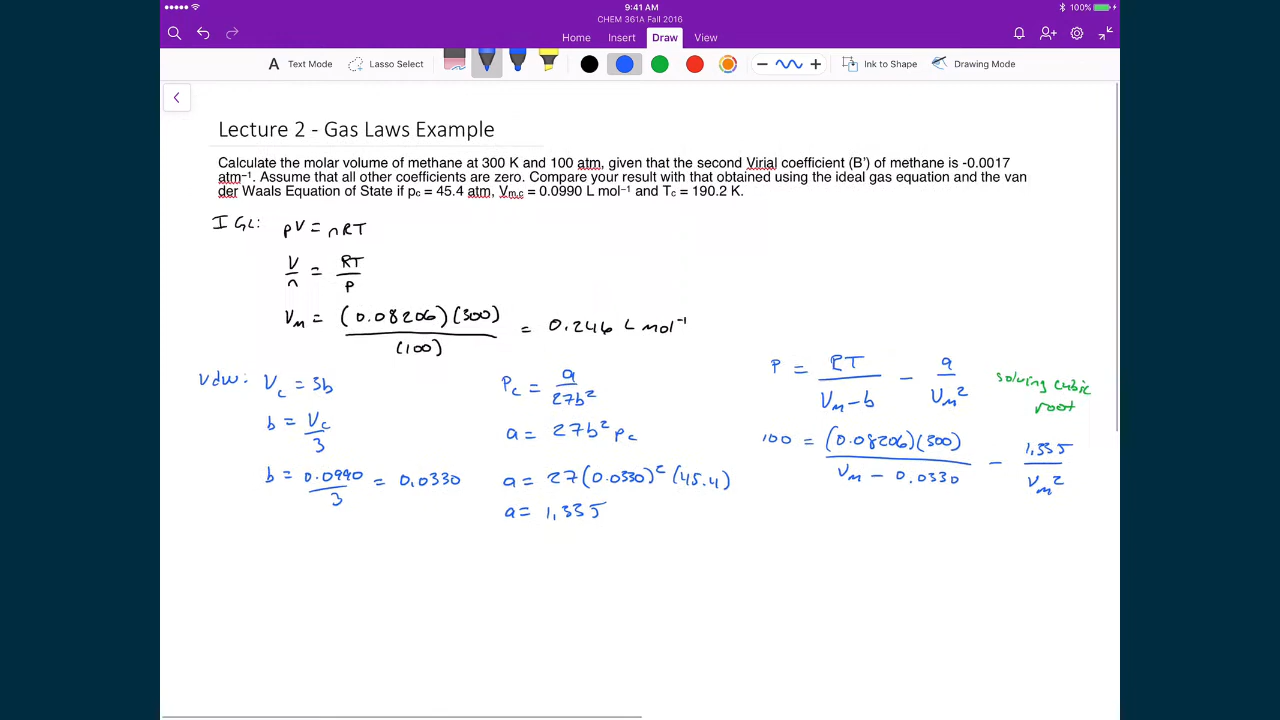 9:41 AM
100%
CHEM 361A Fall 2016
Home Insert Draw View
Text Mode Lasso Select Ink to Shape Drawing Mode
Lecture 2 - Gas Laws Example
Calculate the molar volume of methane at 300 K and 100 atm, given that the second Virial coefficient (B’) of methane is -0.0017
atm⁻¹. Assume that all other coefficients are zero. Compare your result with that obtained using the ideal gas equation and the van
der Waals Equation of State if pc = 45.4 atm, Vm,c = 0.0990 L mol⁻¹ and Tc = 190.2 K.
IGL: pV = nRT
V/n = RT/p
Vm = (0.08206)(300)/(100) = 0.246 L mol⁻¹
Vdw: Vc = 3b
b = Vc/3
b = 0.0990/3 = 0.0330
Pc = a/27b²
a = 27b² pc
a = 27(0.0330)² (45.4)
a = 1.335
P = RT/(Vm - b) - a/Vm²
solving cubic
root
100 = (0.08206)(300)/(Vm - 0.0330) - 1.335/Vm²